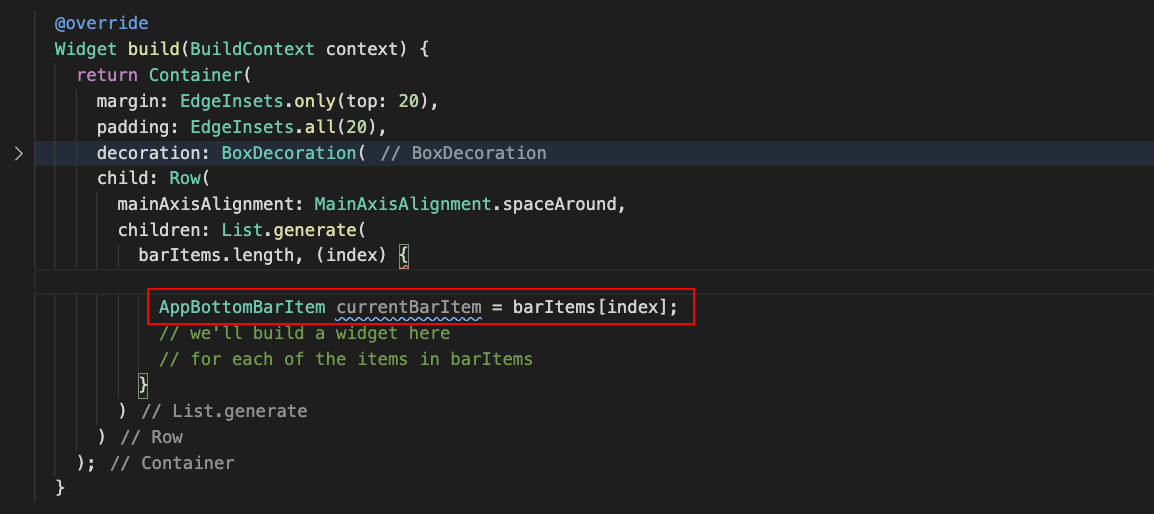 @override
Widget build(BuildContext context) {
return Container(
margin: EdgeInsets.only(top: 20),
padding: EdgeInsets.all(20),
decoration: BoxDecoration( // BoxDecoration
child: Row(
mainAxisAlignment: MainAxisAlignment.spaceAround,
children: List.generate(
barItems.length, (index) {
AppBottomBarItem currentBarItem = barItems[index];
// we'll build a widget here
// for each of the items in barItems
}
) // List.generate
) // Row
); // Container
}